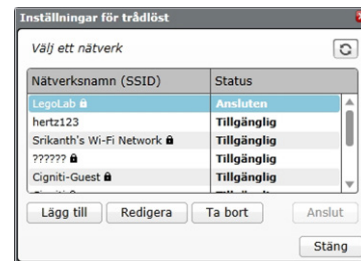 Inställningar för trådlöst
Välj ett nätverk
Nätverksnamn (SSID) Status
LegoLab Ansluten
hertz123 Tillgänglig
Srikanth's Wi-Fi Network Tillgänglig
?????? Tillgänglig
Cigniti-Guest Tillgänglig
Lägg till Redigera Ta bort Anslut
Stäng